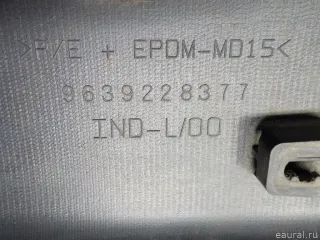 >P/E + EPDM-MD15<
9639228377
IND-L/00
eaural.ru